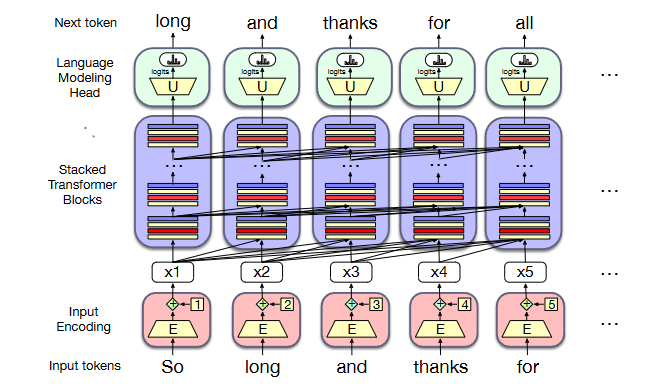 Next token long and thanks for all
Language
Modeling
Head
logits logits logits logits logits
U U U U U
...
Stacked
Transformer
Blocks
... ... ... ... ...
...
x1 x2 x3 x4 x5
...
Input
Encoding
+ 1 + 2 + 3 + 4 + 5
E E E E E
...
Input tokens So long and thanks for